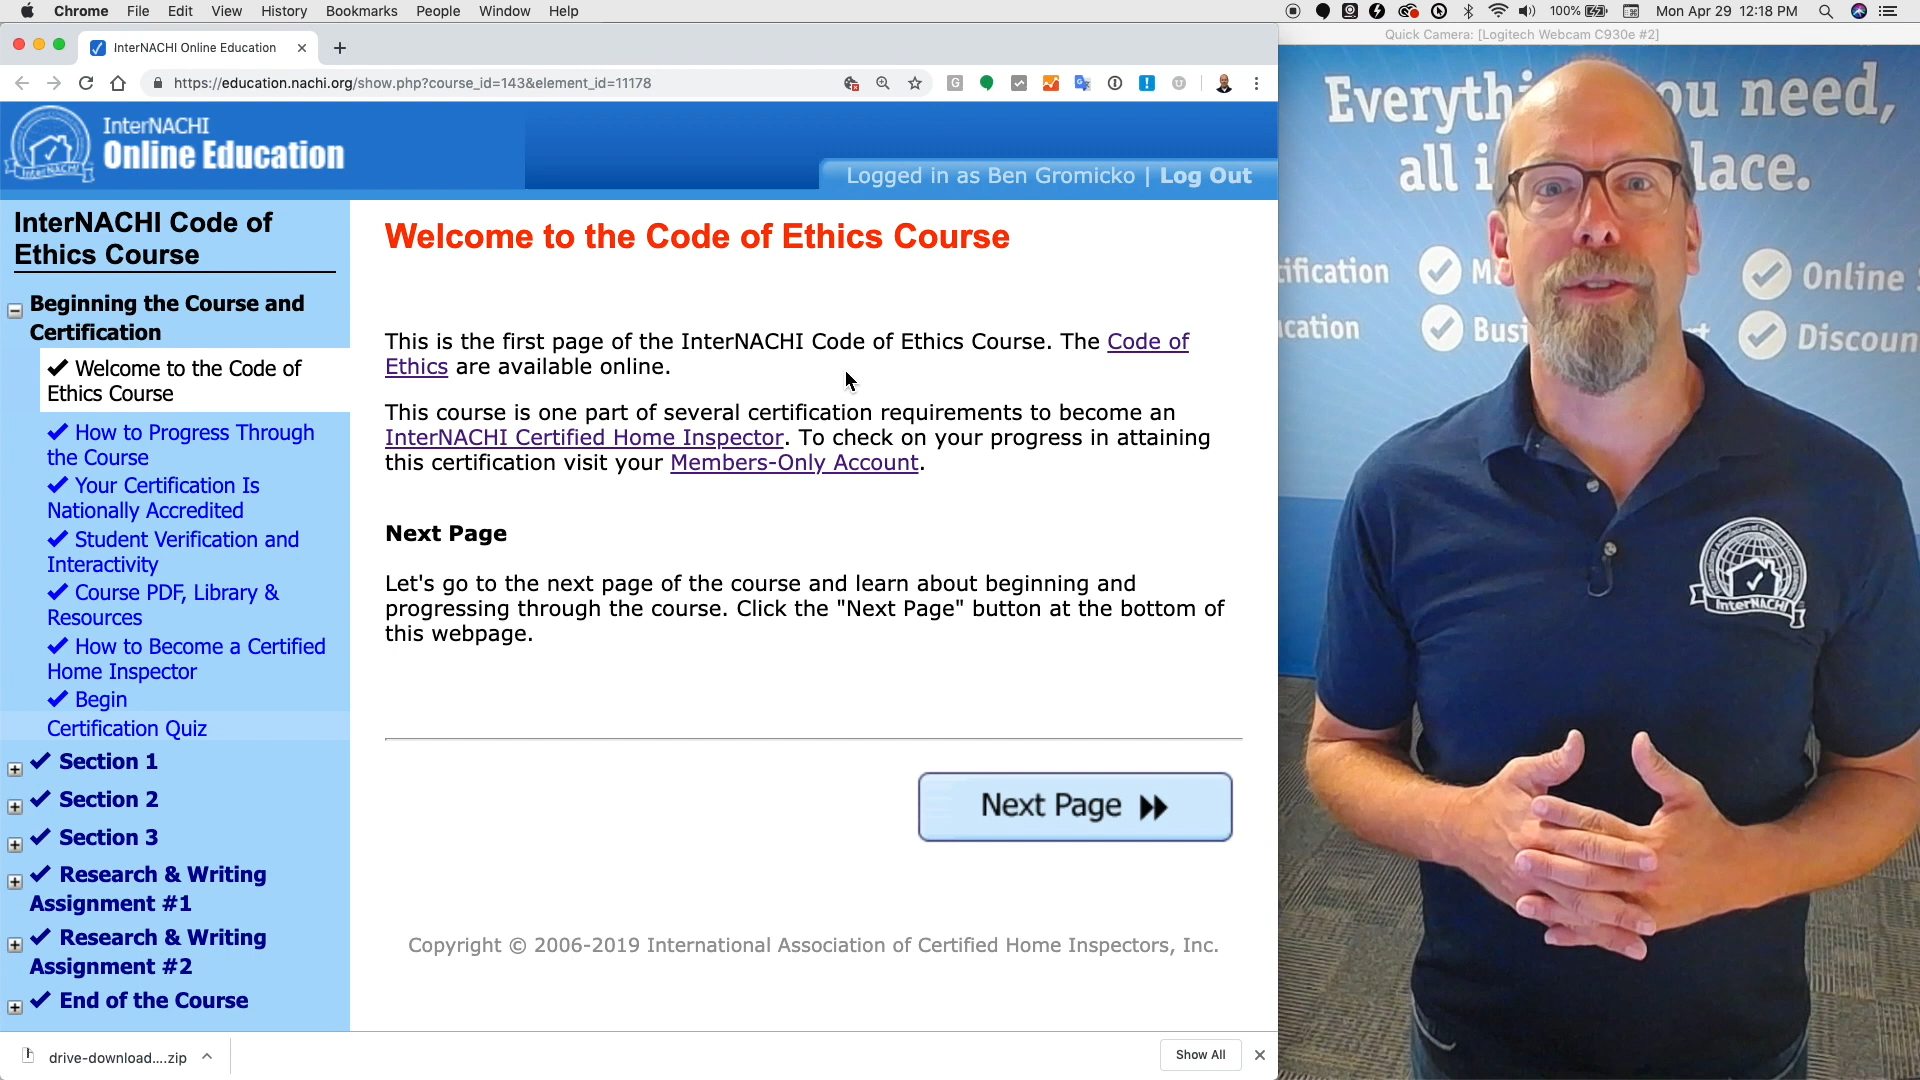 Chrome File Edit View History Bookmarks People Window Help
100% Mon Apr 29 12:18 PM
InterNACHI Online Education
Quick Camera: [Logitech Webcam C930e #2]
https://education.nachi.org/show.php?course_id=143&element_id=11178
InterNACHI
Online Education
InterNACHI
Logged in as Ben Gromicko | Log Out
InterNACHI Code of
Ethics Course
Beginning the Course and
Certification
Welcome to the Code of
Ethics Course
How to Progress Through
the Course
Your Certification Is
Nationally Accredited
Student Verification and
Interactivity
Course PDF, Library &
Resources
How to Become a Certified
Home Inspector
Begin
Certification Quiz
Section 1
Section 2
Section 3
Research & Writing
Assignment #1
Research & Writing
Assignment #2
End of the Course
Welcome to the Code of Ethics Course
This is the first page of the InterNACHI Code of Ethics Course. The Code of
Ethics are available online.
This course is one part of several certification requirements to become an
InterNACHI Certified Home Inspector. To check on your progress in attaining
this certification visit your Members-Only Account.
Next Page
Let's go to the next page of the course and learn about beginning and
progressing through the course. Click the "Next Page" button at the bottom of
this webpage.
Next Page
Copyright © 2006-2019 International Association of Certified Home Inspectors, Inc.
drive-download....zip
Show All
need,
all
Online
Discoun
InterNACHI